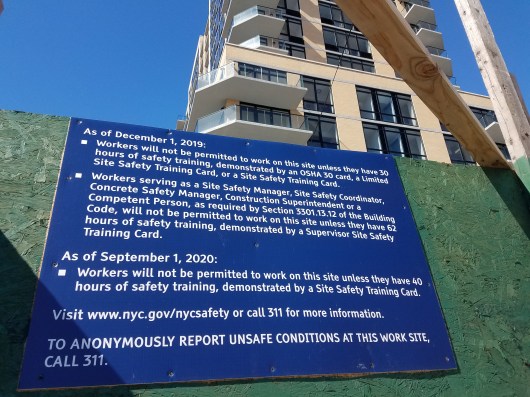 As of December 1, 2019:
■ Workers will not be permitted to work on this site unless they have 30
hours of safety training, demonstrated by an OSHA 30 card, a Limited
Site Safety Training Card, or a Site Safety Training Card.
■ Workers serving as a Site Safety Manager, Site Safety Coordinator,
Concrete Safety Manager, Construction Superintendent or a
Competent Person, as required by Section 3301.13.12 of the Building
Code, will not be permitted to work on this site unless they have 62
hours of safety training, demonstrated by a Supervisor Site Safety
Training Card.
As of September 1, 2020:
■ Workers will not be permitted to work on this site unless they have 40
hours of safety training, demonstrated by a Site Safety Training Card.
Visit www.nyc.gov/nycsafety or call 311 for more information.
TO ANONYMOUSLY REPORT UNSAFE CONDITIONS AT THIS WORK SITE,
CALL 311.